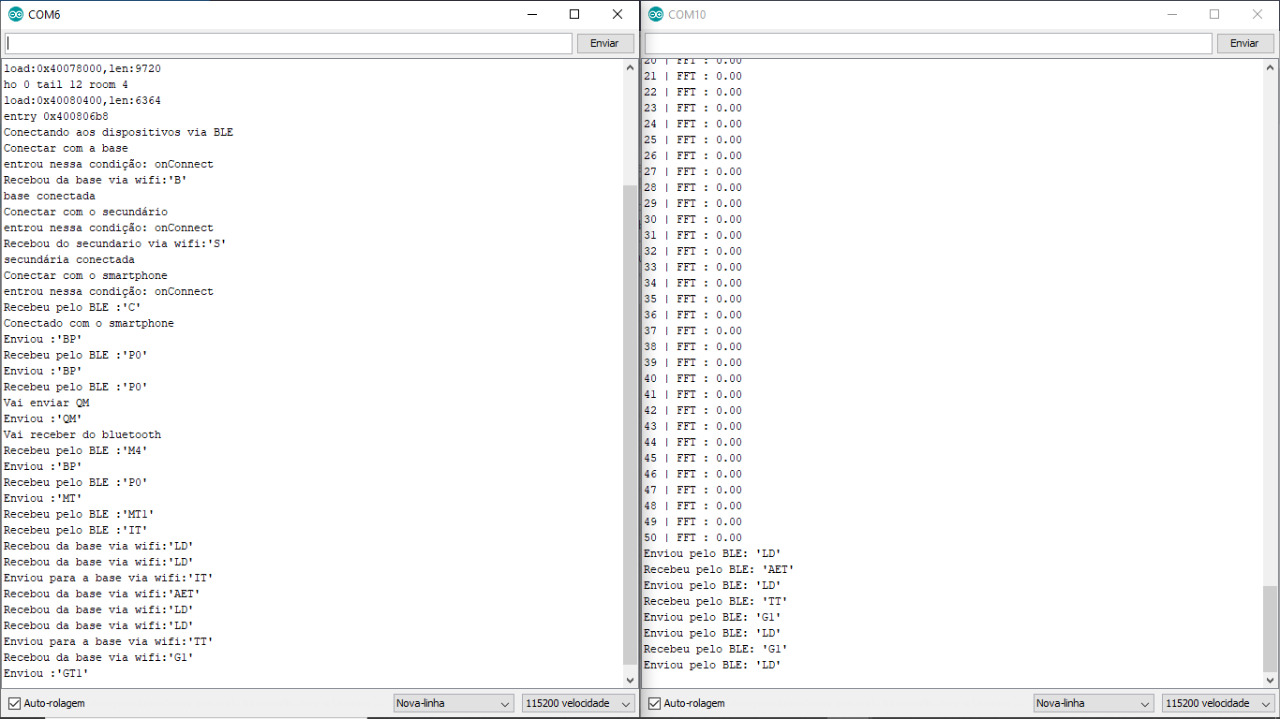 COM6
Enviar
load:0x40078000,len:9720
ho 0 tail 12 room 4
load:0x40080400,len:6364
entry 0x400806b8
Conectando aos dispositivos via BLE
Conectar com a base
entrou nessa condição: onConnect
Recebou da base via wifi:'B'
base conectada
Conectar com o secundário
entrou nessa condição: onConnect
Recebou do secundario via wifi:'S'
secundária conectada
Conectar com o smartphone
entrou nessa condição: onConnect
Recebeu pelo BLE :'C'
Conectado com o smartphone
Enviou :'BP'
Recebeu pelo BLE :'P0'
Enviou :'BP'
Recebeu pelo BLE :'P0'
Vai enviar QM
Enviou :'QM'
Vai receber do bluetooth
Recebeu pelo BLE :'M4'
Enviou :'BP'
Recebeu pelo BLE :'P0'
Enviou :'MT'
Recebeu pelo BLE :'MT1'
Recebeu pelo BLE :'IT'
Recebou da base via wifi:'LD'
Recebou da base via wifi:'LD'
Enviou para a base via wifi:'IT'
Recebou da base via wifi:'AET'
Recebou da base via wifi:'LD'
Recebou da base via wifi:'LD'
Enviou para a base via wifi:'TT'
Recebou da base via wifi:'G1'
Enviou :'GT1'
Auto-rolagem
Nova-linha
115200 velocidade
COM10
Enviar
20 | FFT : 0.00
21 | FFT : 0.00
22 | FFT : 0.00
23 | FFT : 0.00
24 | FFT : 0.00
25 | FFT : 0.00
26 | FFT : 0.00
27 | FFT : 0.00
28 | FFT : 0.00
29 | FFT : 0.00
30 | FFT : 0.00
31 | FFT : 0.00
32 | FFT : 0.00
33 | FFT : 0.00
34 | FFT : 0.00
35 | FFT : 0.00
36 | FFT : 0.00
37 | FFT : 0.00
38 | FFT : 0.00
39 | FFT : 0.00
40 | FFT : 0.00
41 | FFT : 0.00
42 | FFT : 0.00
43 | FFT : 0.00
44 | FFT : 0.00
45 | FFT : 0.00
46 | FFT : 0.00
47 | FFT : 0.00
48 | FFT : 0.00
49 | FFT : 0.00
50 | FFT : 0.00
Enviou pelo BLE: 'LD'
Recebeu pelo BLE: 'AET'
Enviou pelo BLE: 'LD'
Recebeu pelo BLE: 'TT'
Enviou pelo BLE: 'G1'
Enviou pelo BLE: 'LD'
Recebeu pelo BLE: 'G1'
Enviou pelo BLE: 'LD'
Auto-rolagem
Nova-linha
115200 velocidade